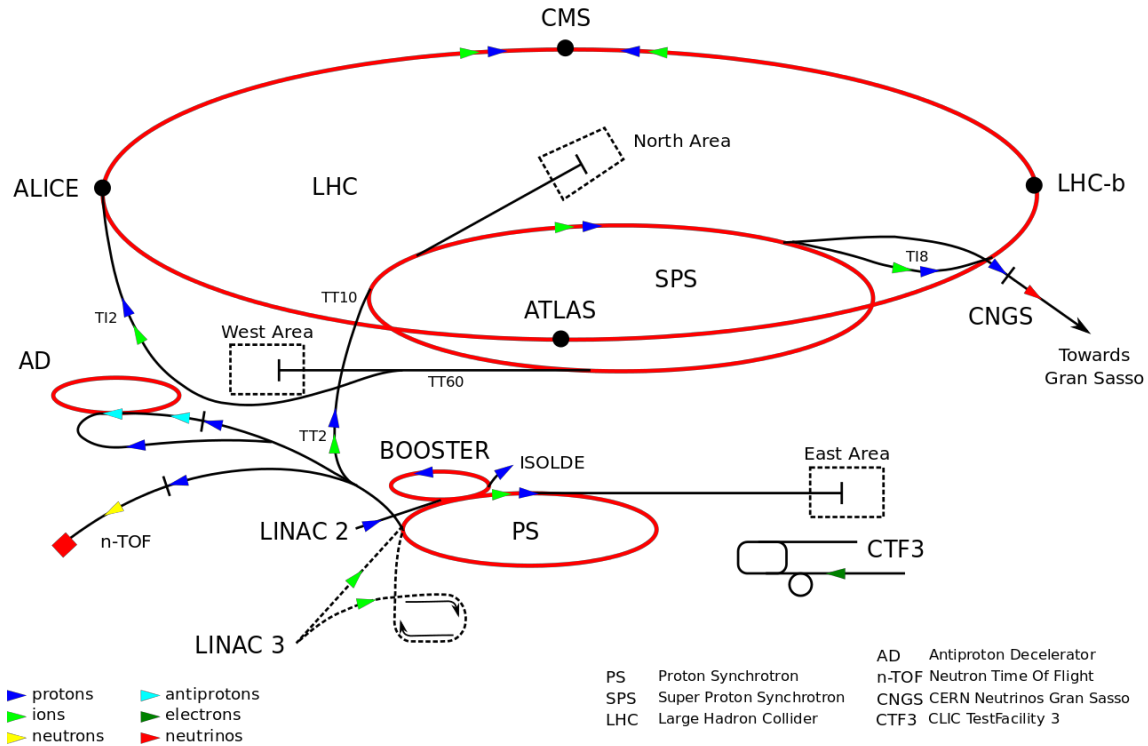 CMS
North Area
ALICE
LHC
LHC-b
TI8
SPS
TT10
ATLAS
CNGS
TI2
West Area
Towards
Gran Sasso
AD
TT60
TT2
BOOSTER
ISOLDE
East Area
LINAC 2
PS
n-TOF
CTF3
LINAC 3
protons
ions
neutrons
antiprotons
electrons
neutrinos
PS Proton Synchrotron
SPS Super Proton Synchrotron
LHC Large Hadron Collider
AD Antiproton Decelerator
n-TOF Neutron Time Of Flight
CNGS CERN Neutrinos Gran Sasso
CTF3 CLIC TestFacility 3